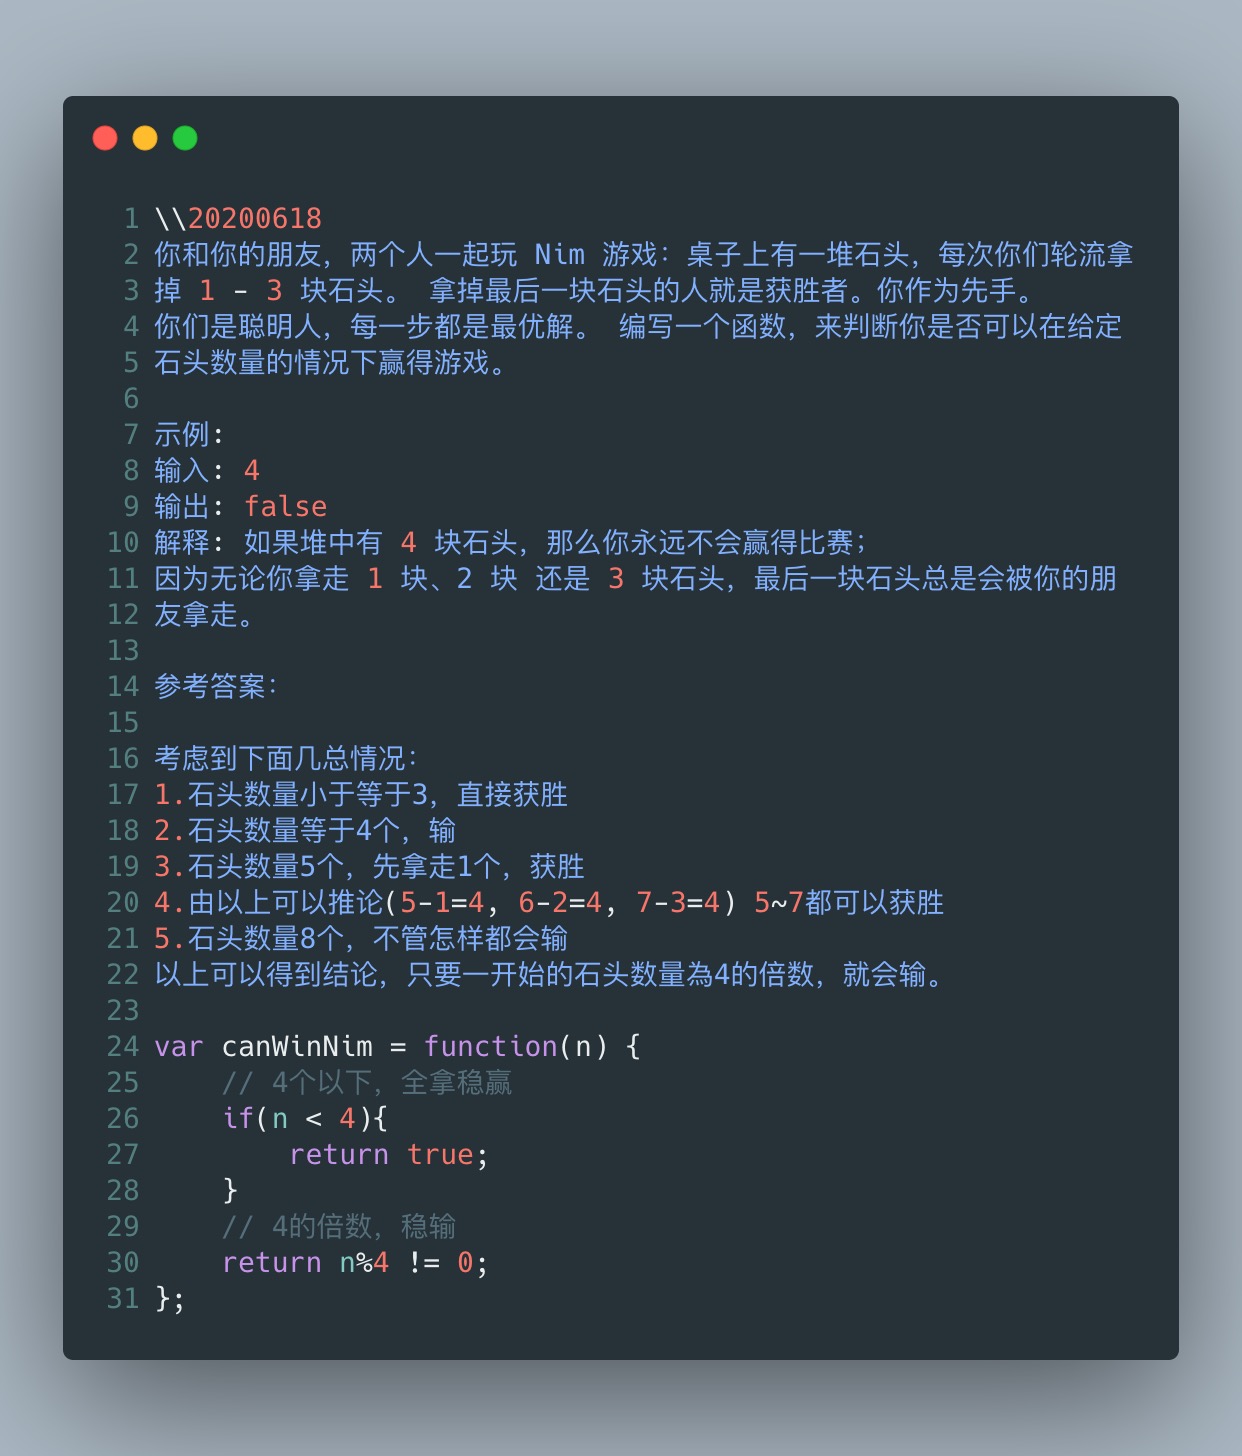 1 \\20200618
2 你和你的朋友，两个人一起玩 Nim 游戏：桌子上有一堆石头，每次你们轮流拿
3 掉 1 - 3 块石头。 拿掉最后一块石头的人就是获胜者。你作为先手。
4 你们是聪明人，每一步都是最优解。 编写一个函数，来判断你是否可以在给定
5 石头数量的情况下赢得游戏。
6
7 示例:
8 输入: 4
9 输出: false
10 解释: 如果堆中有 4 块石头，那么你永远不会赢得比赛；
11 因为无论你拿走 1 块、2 块 还是 3 块石头，最后一块石头总是会被你的朋
12 友拿走。
13
14 参考答案：
15
16 考虑到下面几总情况：
17 1.石头数量小于等于3，直接获胜
18 2.石头数量等于4个，输
19 3.石头数量5个，先拿走1个，获胜
20 4.由以上可以推论(5-1=4, 6-2=4, 7-3=4) 5~7都可以获胜
21 5.石头数量8个，不管怎样都会输
22 以上可以得到结论，只要一开始的石头数量為4的倍数，就会输。
23
24 var canWinNim = function(n) {
25     // 4个以下，全拿稳赢
26     if(n < 4){
27         return true;
28     }
29     // 4的倍数，稳输
30     return n%4 != 0;
31 };